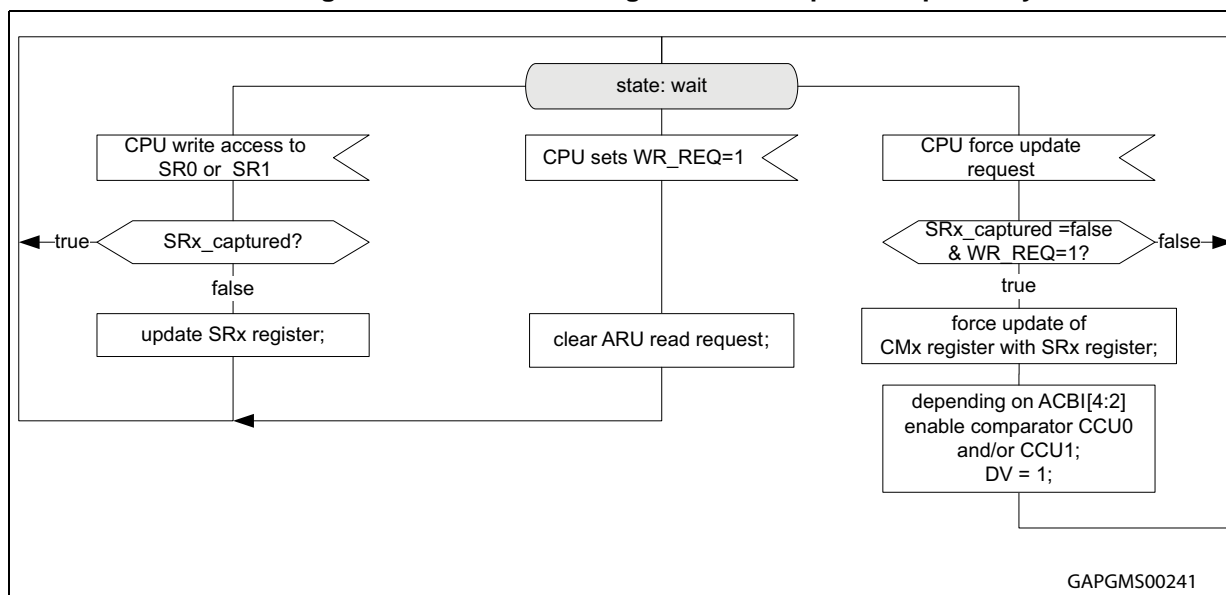 state: wait
CPU write access to
SR0 or SR1
SRx_captured?
true
false
update SRx register;
CPU sets WR_REQ=1
clear ARU read request;
CPU force update
request
SRx_captured =false
& WR_REQ=1?
false
true
force update of
CMx register with SRx register;
depending on ACBI[4:2]
enable comparator CCU0
and/or CCU1;
DV = 1;
GAPGMS00241